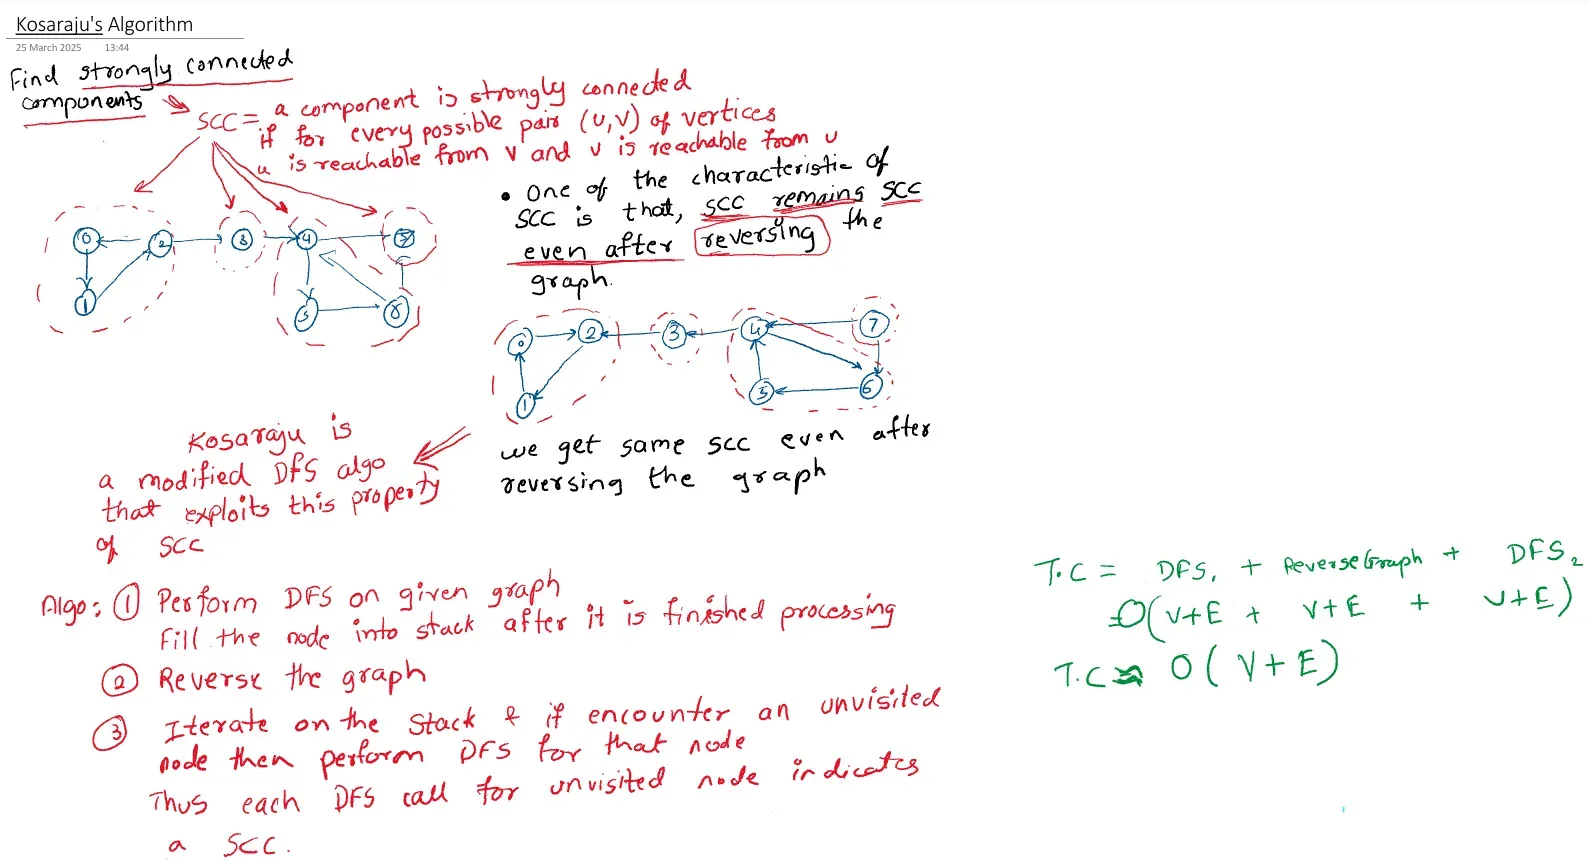 Kosaraju's Algorithm
25 March 2025 13:44
Find strongly connected
components
SCC = a component is strongly connected
if for every possible pair (u,v) of vertices
u is reachable from v and v is reachable from u
• One of the characteristic of
SCC is that, SCC remains SCC
even after reversing the
graph.
0 2 3 4
1 5 6
0 2 3 4 7
1 5 6
we get same scc even after
reversing the graph
Kosaraju is
a modified DFS algo
that exploits this property
of SCC
Algo: ① Perform DFS on given graph
Fill the node into stack after it is finished processing
② Reverse the graph
③ Iterate on the stack & if encounter an unvisited
node then perform DFS for that node
Thus each DFS call for unvisited node indicates
a SCC.
T.C = DFS₁ + Reverse Graph + DFS₂
= O(V+E + V+E + V+E)
T.C ≈ O(V+E)